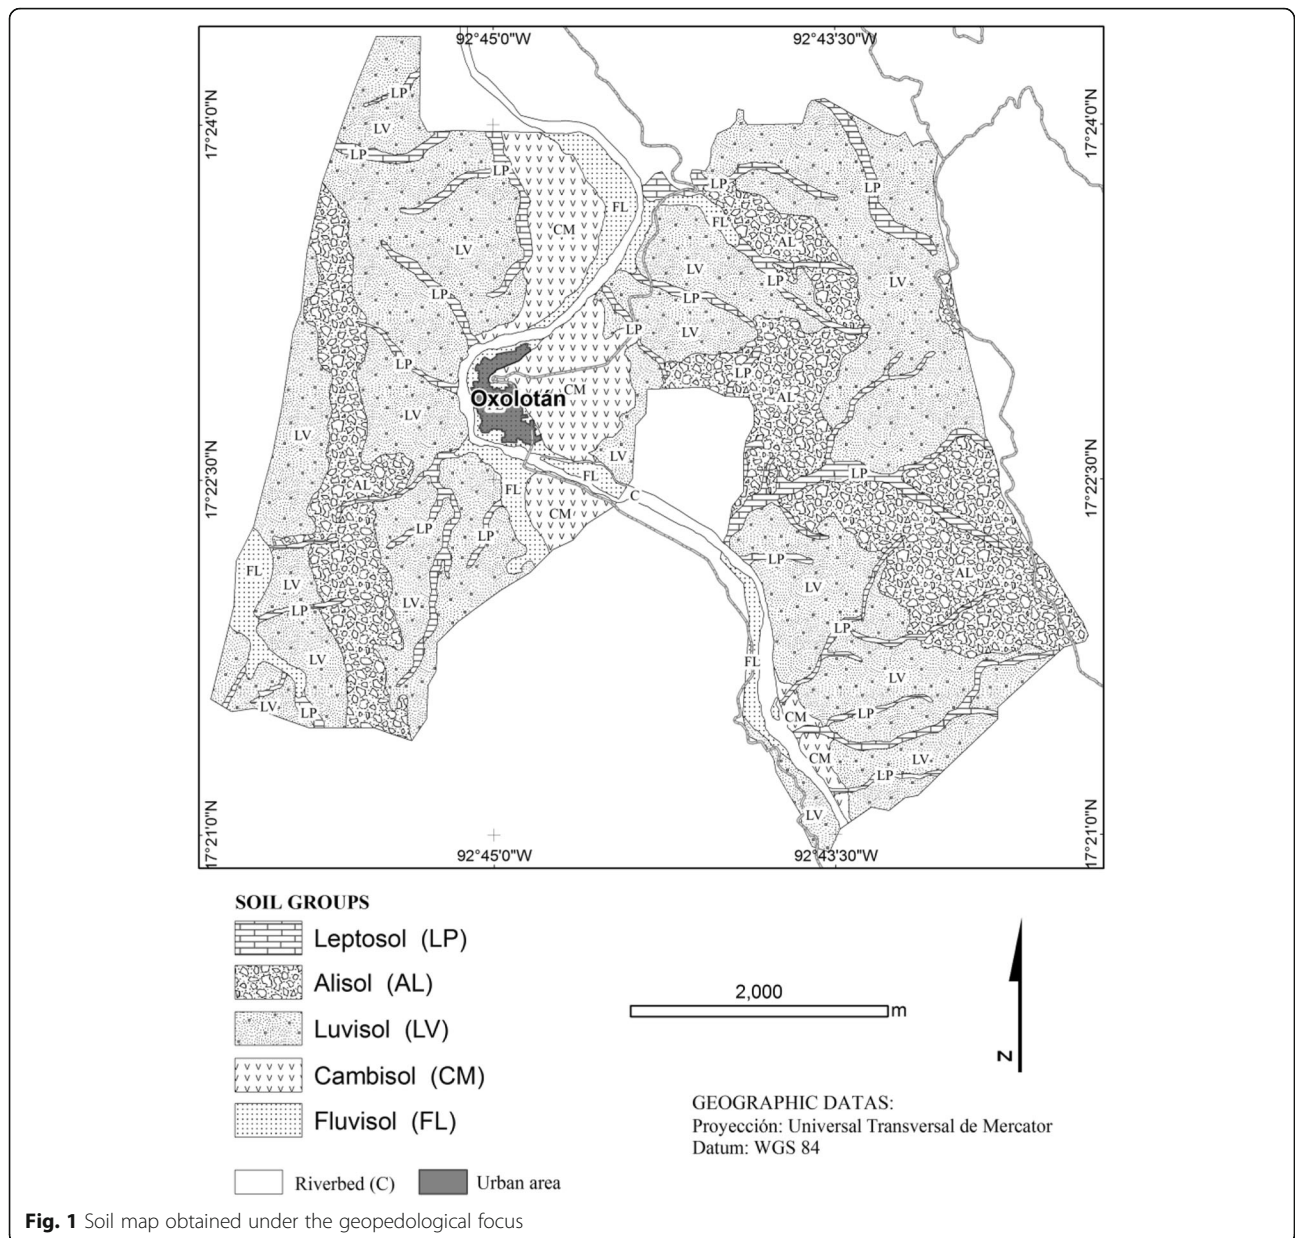 92°45'0"W
92°43'30"W
17°24'0"N
17°24'0"N
LP
LV
LP
LP
LP
LP
FL
FL
CM
AL
LV
LV
LV
LP
LP
LP
LP
LV
LP
LP
LV
CM
AL
Oxolotán
LV
LV
17°22'30"N
17°22'30"N
LV
LP
AL
FL
FL
C
CM
LP
LP
LP
FL
LV
LV
AL
LP
LV
LP
LV
FL
LV
LV
LP
CM
LP
CM
LV
LP
LV
17°21'0"N
17°21'0"N
92°45'0"W
92°43'30"W
SOIL GROUPS
Leptosol (LP)
Alisol (AL)
Luvisol (LV)
Cambisol (CM)
Fluvisol (FL)
Riverbed (C)
Urban area
2,000
m
N
GEOGRAPHIC DATAS:
Proyección: Universal Transversal de Mercator
Datum: WGS 84
Fig. 1 Soil map obtained under the geopedological focus